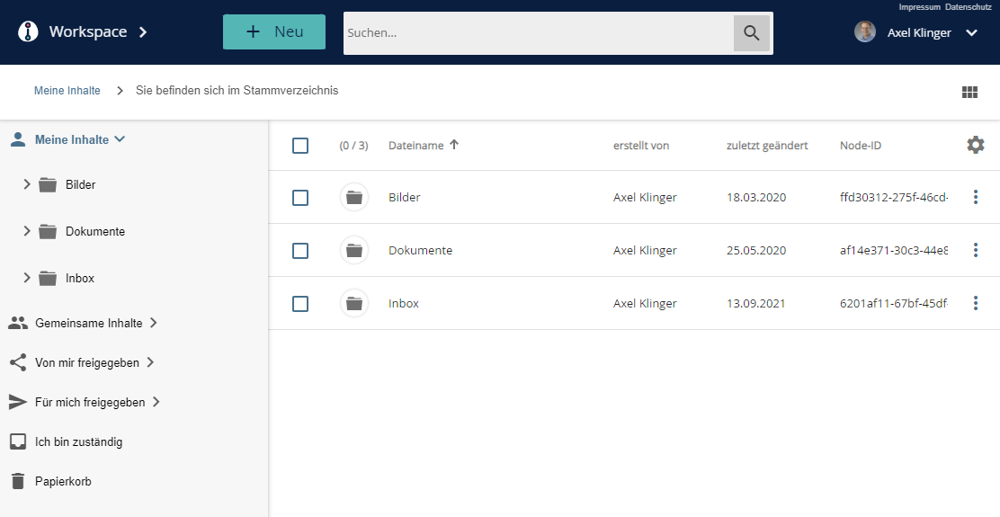 Impressum Datenschutz
Workspace
Neu
Suchen...
Axel Klinger
Meine Inhalte Sie befinden sich im Stammverzeichnis
Meine Inhalte
Bilder
Dokumente
Inbox
Gemeinsame Inhalte
Von mir freigegeben
Für mich freigegeben
Ich bin zuständig
Papierkorb
(0 / 3) Dateiname erstellt von zuletzt geändert Node-ID
Bilder Axel Klinger 18.03.2020 ffd30312-275f-46cd-
Dokumente Axel Klinger 25.05.2020 af14e371-30c3-44e8
Inbox Axel Klinger 13.09.2021 6201af11-67bf-45df-